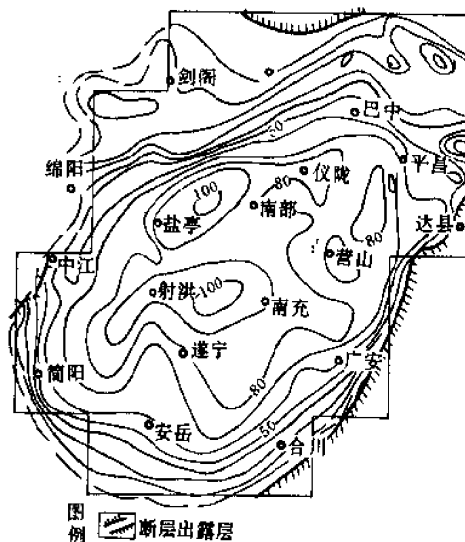 剑阁
巴中
50
绵阳
平昌
仪陇
80
100
南部
盐亭
达县
80
中江
营山
射洪
100
南充
遂宁
广安
简阳
80
50
安岳
合川
图例
断层出露层